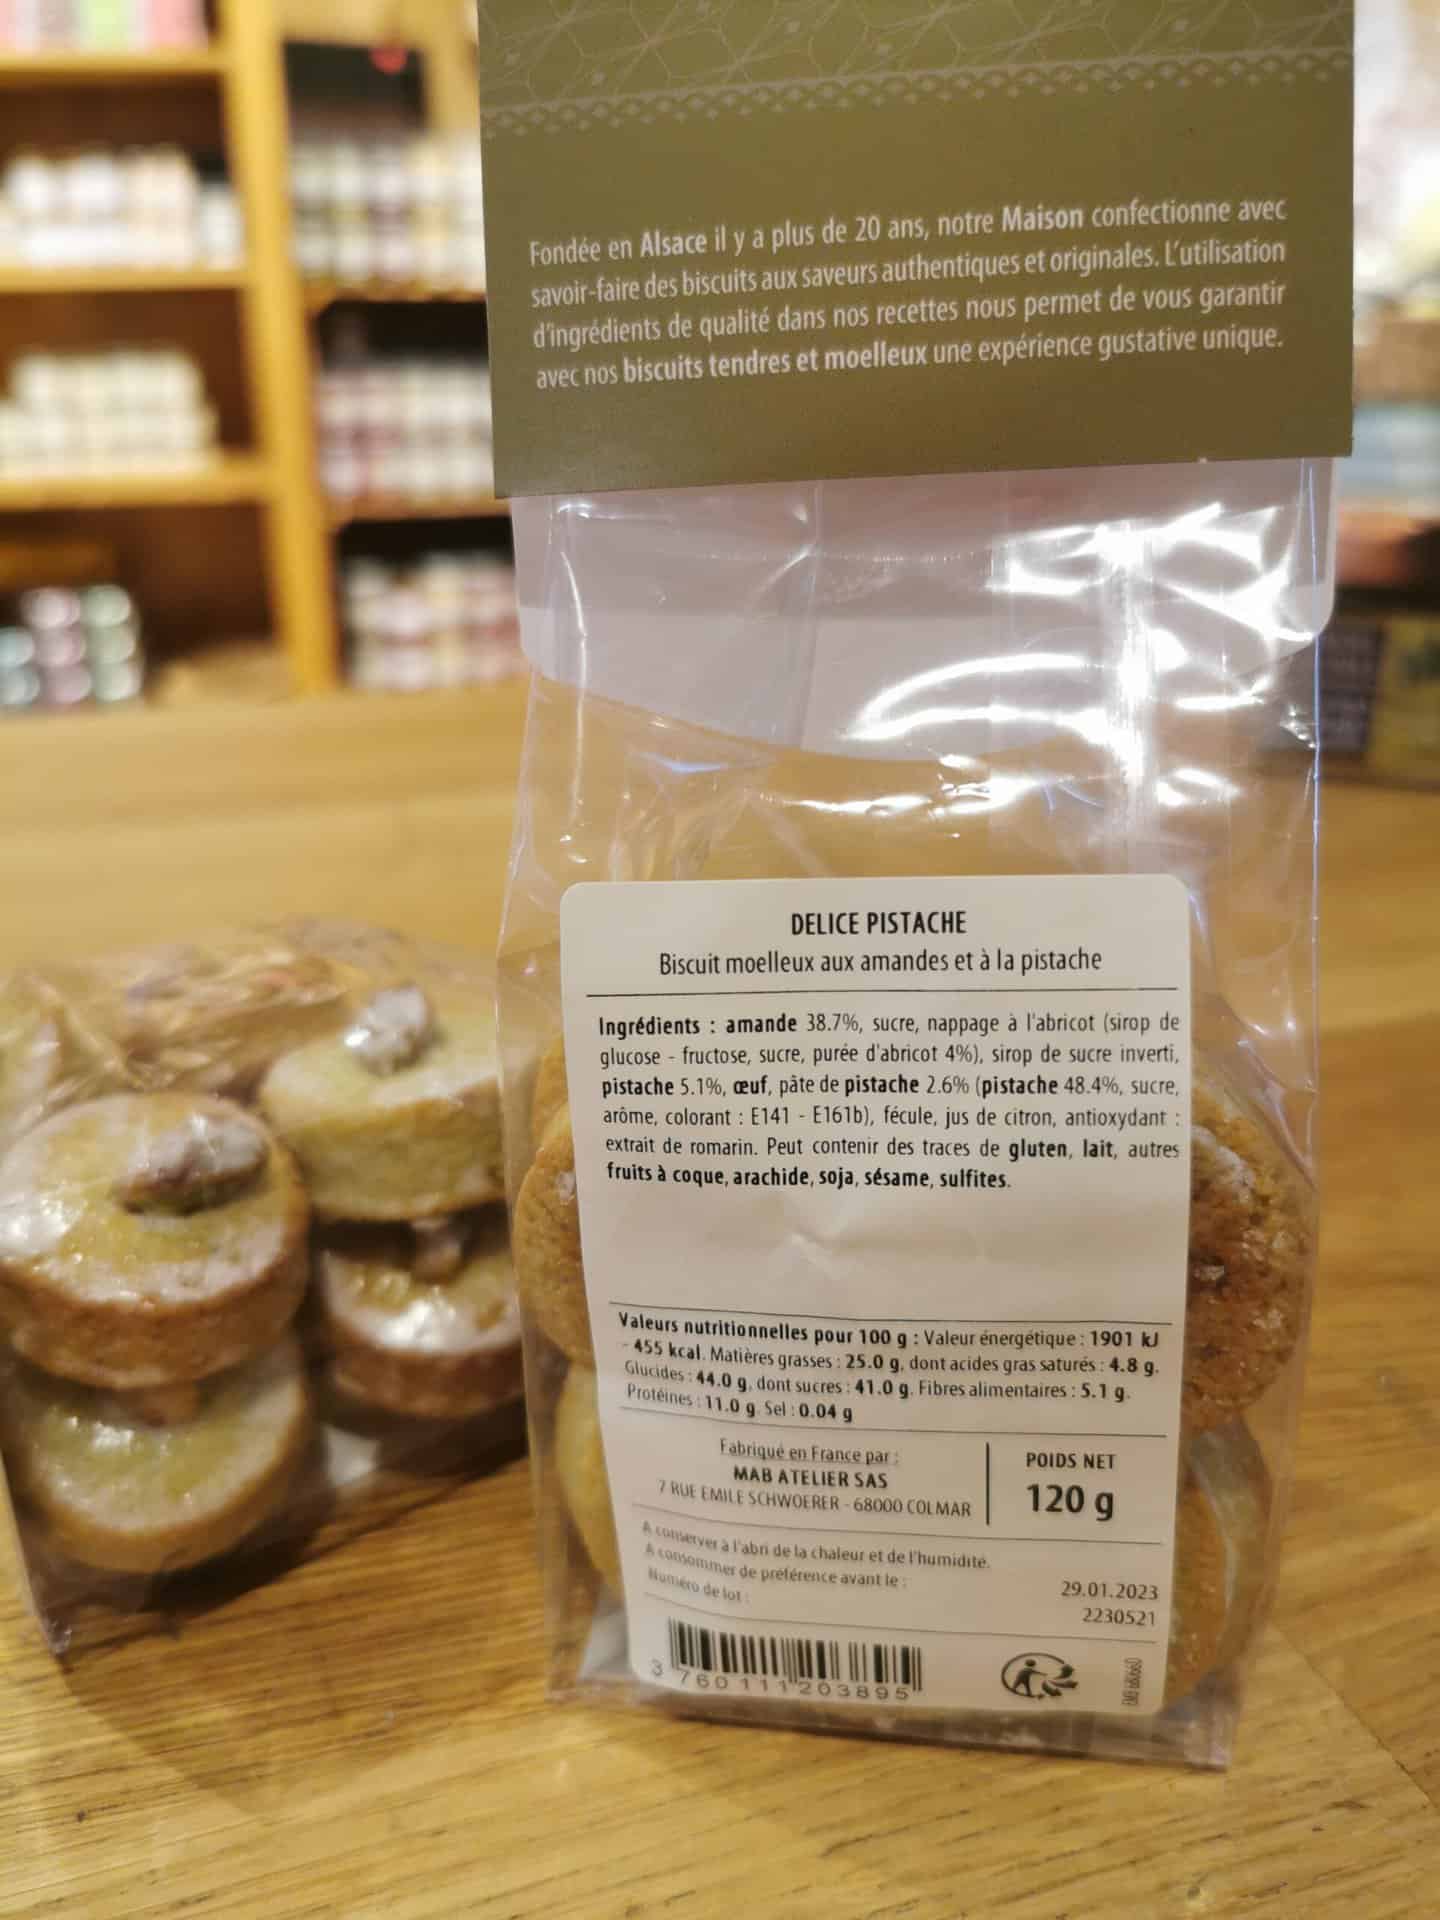 Fondée en Alsace il y a plus de 20 ans, notre Maison confectionne avec
savoir-faire des biscuits aux saveurs authentiques et originales. L'utilisation
d'ingrédients de qualité dans nos recettes nous permet de vous garantir
avec nos biscuits tendres et moelleux une expérience gustative unique.
DELICE PISTACHE
Biscuit moelleux aux amandes et à la pistache
Ingrédients : amande 38.7%, sucre, nappage à l'abricot (sirop de
glucose - fructose, sucre, purée d'abricot 4%), sirop de sucre inverti,
pistache 5.1%, œuf, pâte de pistache 2.6% (pistache 48.4%, sucre,
arôme, colorant : E141 - E161b), fécule, jus de citron, antioxydant :
extrait de romarin. Peut contenir des traces de gluten, lait, autres
fruits à coque, arachide, soja, sésame, sulfites.
Valeurs nutritionnelles pour 100 g : Valeur énergétique : 1901 kJ
- 455 kcal. Matières grasses : 25.0 g, dont acides gras saturés : 4.8 g.
Glucides : 44.0 g, dont sucres : 41.0 g. Fibres alimentaires : 5.1 g.
Protéines : 11.0 g. Sel : 0.04 g
Fabriqué en France par :
MAB ATELIER SAS
7 RUE EMILE SCHWOERER - 68000 COLMAR
POIDS NET
120 g
A conserver à l'abri de la chaleur et de l'humidité.
A consommer de préférence avant le :
29.01.2023
Numéro de lot :
2230521
3 760111 203895
EMB 68066D